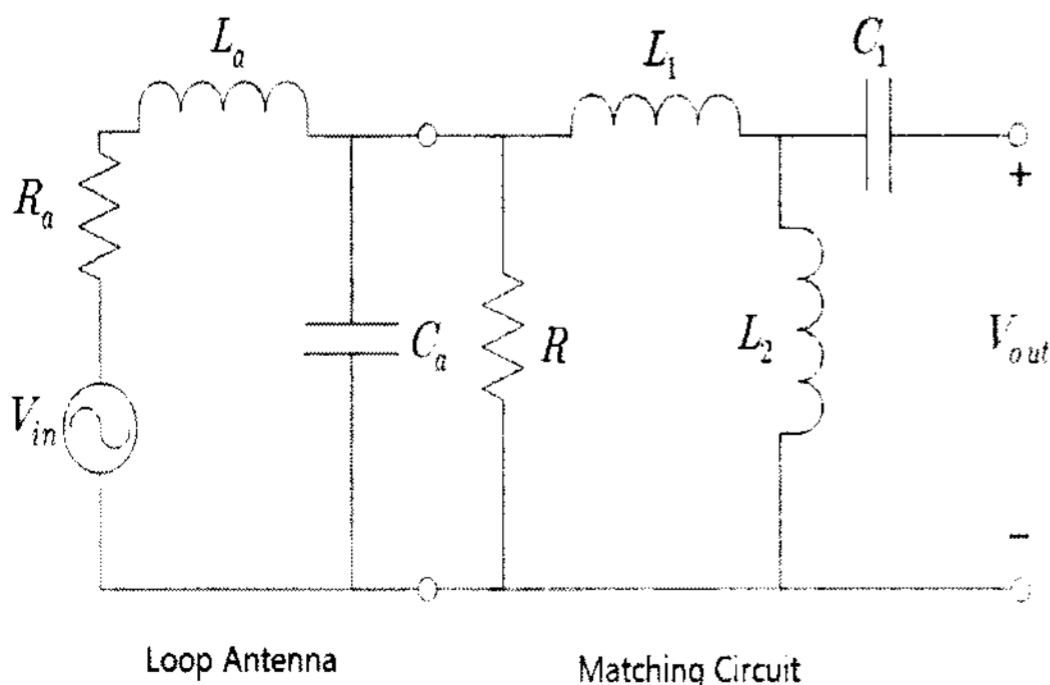 L_a
L_1
C_1
R_a
+
V_in
C_a
R
L_2
V_out
-
Loop Antenna
Matching Circuit